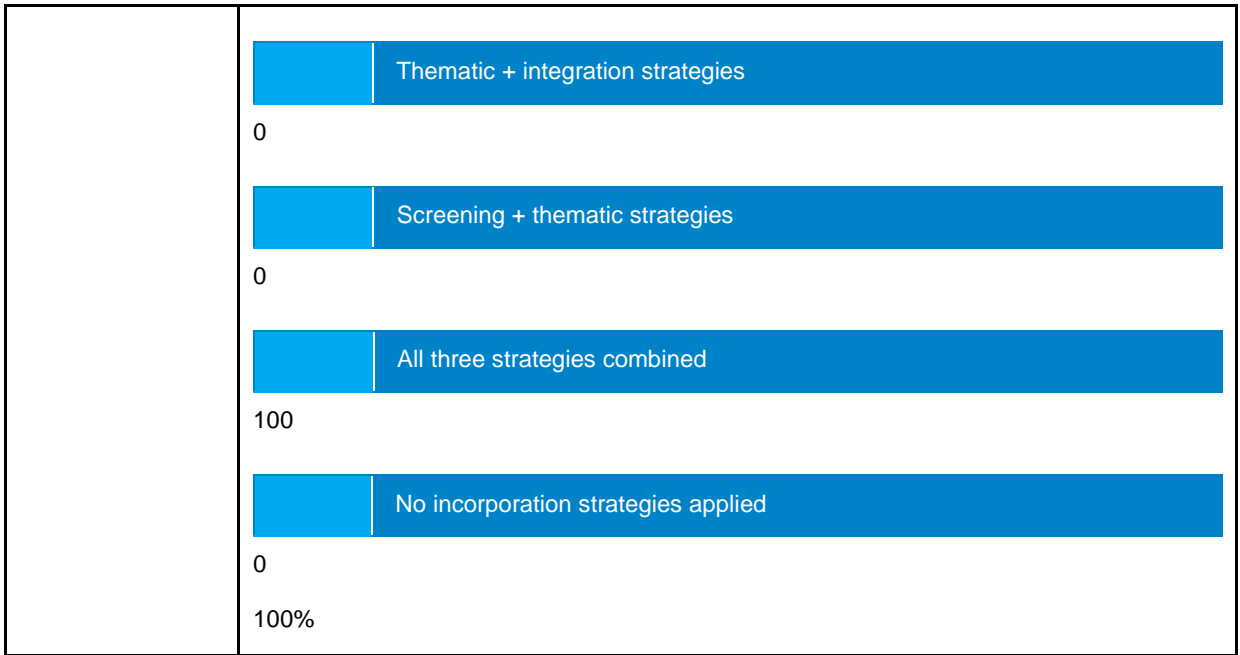 Thematic + integration strategies
0
Screening + thematic strategies
0
All three strategies combined
100
No incorporation strategies applied
0
100%